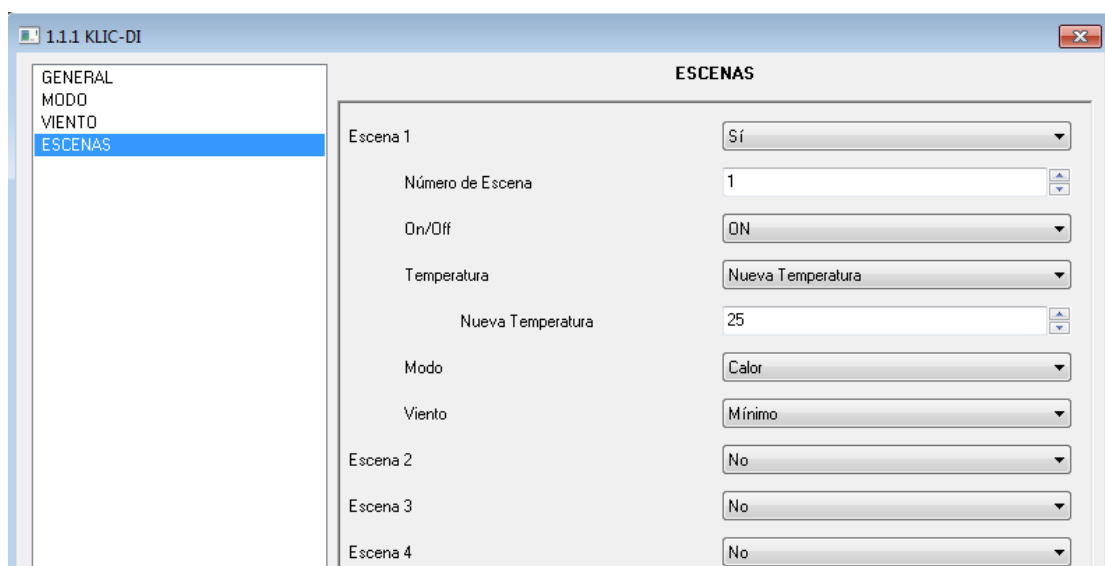 1.1.1 KLIC-DI
GENERAL
MODO
VIENTO
ESCENAS
ESCENAS
Escena 1 Sí
Número de Escena 1
On/Off ON
Temperatura Nueva Temperatura
Nueva Temperatura 25
Modo Calor
Viento Mínimo
Escena 2 No
Escena 3 No
Escena 4 No